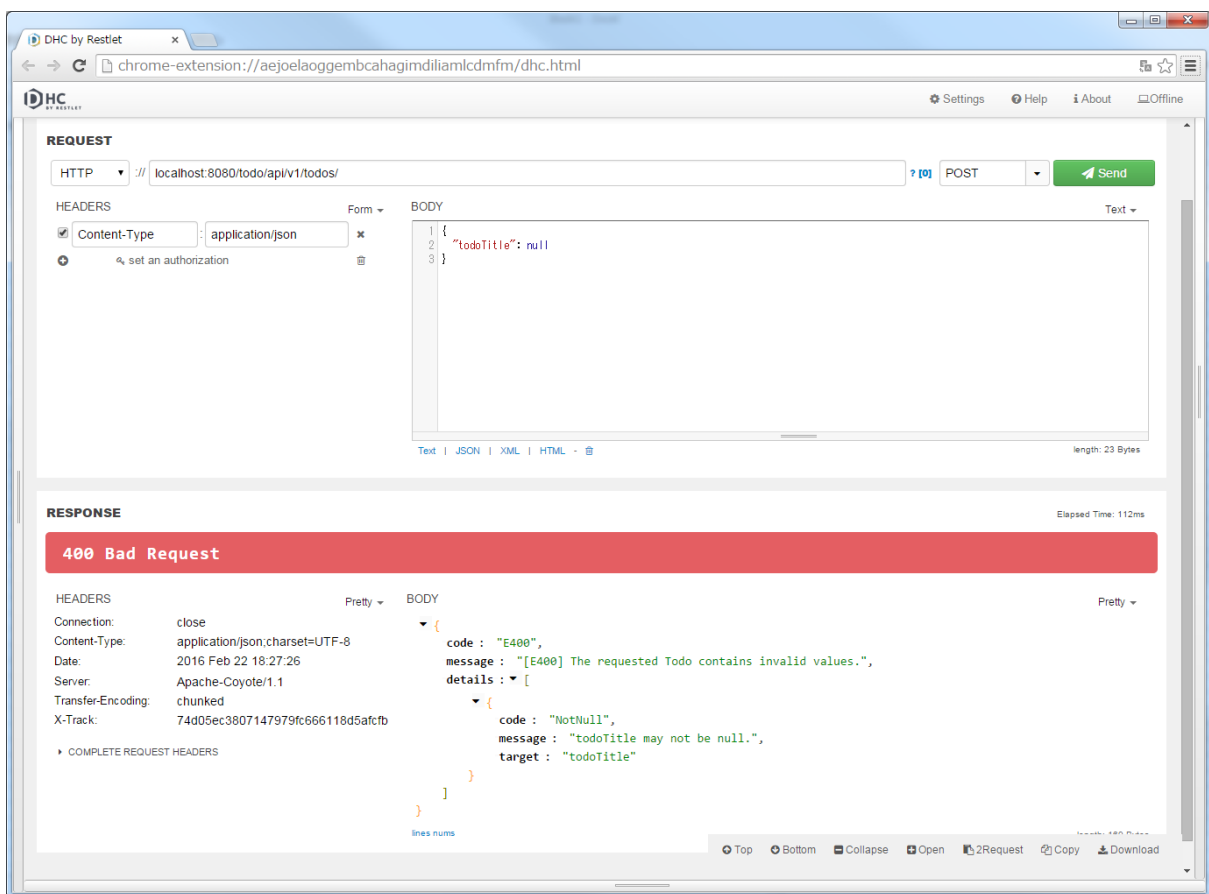 DHC by Restlet
chrome-extension://aejoelaoggembcahagimdiliamlcdmfm/dhc.html
DHC BY RESTLET Settings Help About Offline
REQUEST
HTTP :// localhost:8080/todo/api/v1/todos/ ? [0] POST Send
HEADERS Form BODY Text
Content-Type : application/json
set an authorization
1 {
2 "todoTitle": null
3 }
Text | JSON | XML | HTML - length: 23 Bytes
RESPONSE Elapsed Time: 112ms
400 Bad Request
HEADERS Pretty BODY Pretty
Connection: close
{
Content-Type: application/json;charset=UTF-8
code : "E400",
Date: 2016 Feb 22 18:27:26
message : "[E400] The requested Todo contains invalid values.",
Server: Apache-Coyote/1.1
details : [
Transfer-Encoding: chunked
{
X-Track: 74d05ec3807147979fc666118d5afcfb
code : "NotNull",
message : "todoTitle may not be null.",
COMPLETE REQUEST HEADERS
target : "todoTitle"
}
]
}
lines nums
Top Bottom Collapse Open 2Request Copy Download